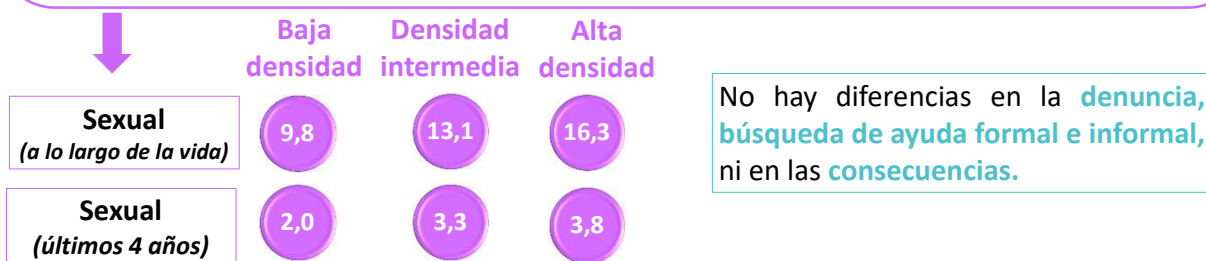 Baja densidad
Densidad intermedia
Alta densidad
Sexual
(a lo largo de la vida)
9,8
13,1
16,3
Sexual
(últimos 4 años)
2,0
3,3
3,8
No hay diferencias en la denuncia,
búsqueda de ayuda formal e informal,
ni en las consecuencias.